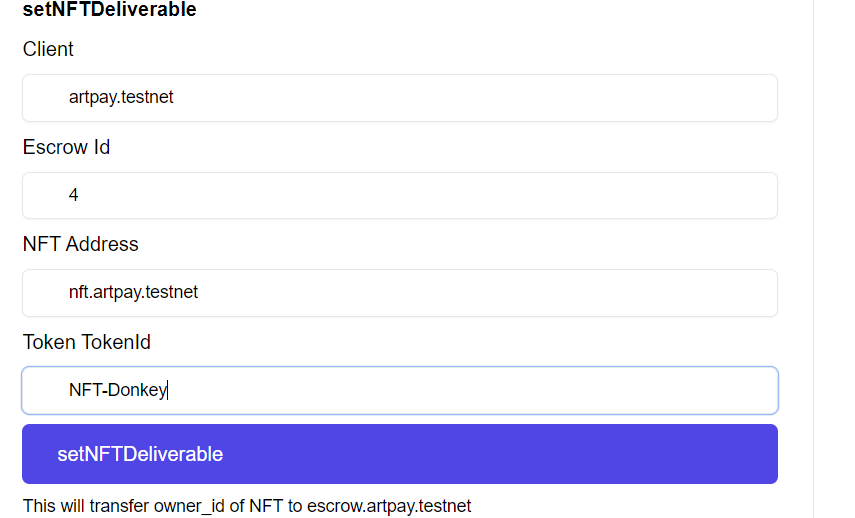 setNFTDeliverable
Client
artpay.testnet
Escrow Id
4
NFT Address
nft.artpay.testnet
Token TokenId
NFT-Donkey
setNFTDeliverable
This will transfer owner_id of NFT to escrow.artpay.testnet